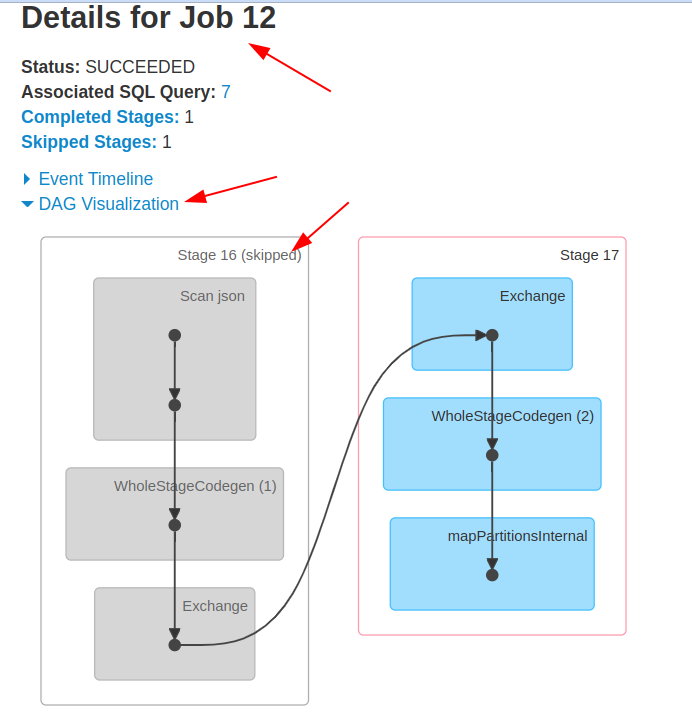 Details for Job 12
Status: SUCCEEDED
Associated SQL Query: 7
Completed Stages: 1
Skipped Stages: 1
Event Timeline
DAG Visualization
Stage 16 (skipped)
Scan json
WholeStageCodegen (1)
Exchange
Stage 17
Exchange
WholeStageCodegen (2)
mapPartitionsInternal